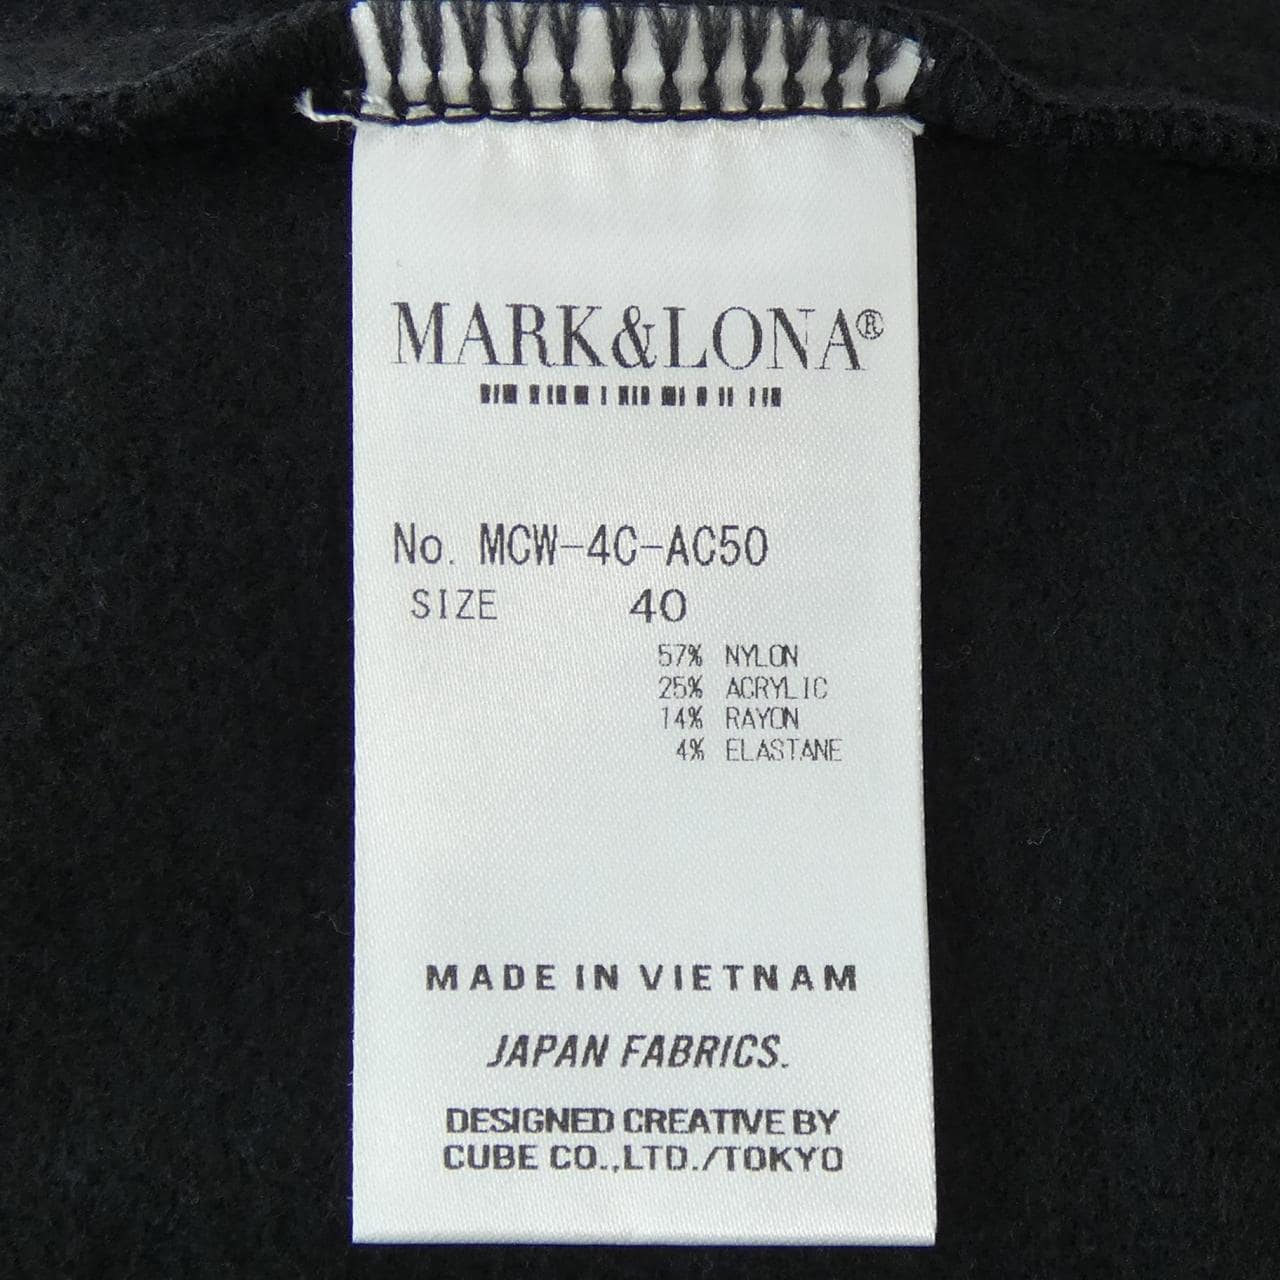 MARK&LONA®
No. MCW-4C-AC50
SIZE 40
57% NYLON
25% ACRYLIC
14% RAYON
4% ELASTANE
MADE IN VIETNAM
JAPAN FABRICS.
DESIGNED CREATIVE BY
CUBE CO.,LTD./TOKYO